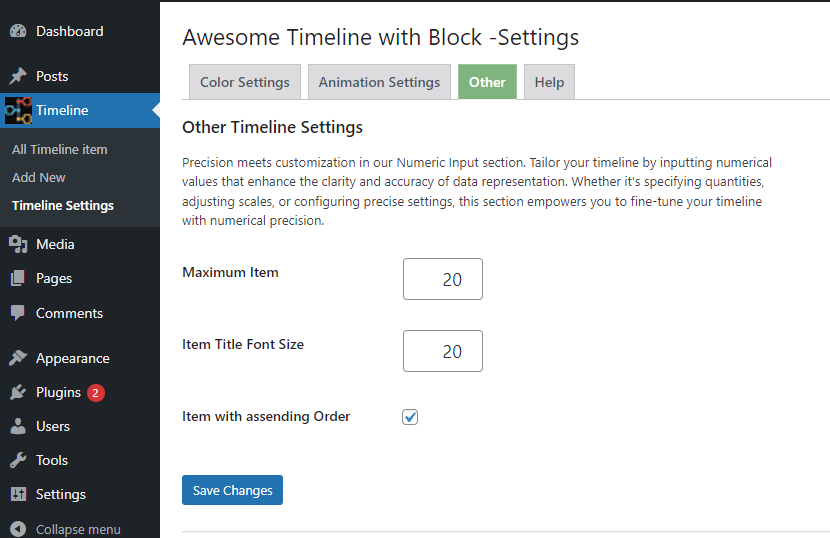 Dashboard
Posts
Timeline
All Timeline item
Add New
Timeline Settings
Media
Pages
Comments
Appearance
Plugins 2
Users
Tools
Settings
Collapse menu
Awesome Timeline with Block -Settings
Color Settings Animation Settings Other Help
Other Timeline Settings
Precision meets customization in our Numeric Input section. Tailor your timeline by inputting numerical
values that enhance the clarity and accuracy of data representation. Whether it's specifying quantities,
adjusting scales, or configuring precise settings, this section empowers you to fine-tune your timeline
with numerical precision.
Maximum Item 20
Item Title Font Size 20
Item with assending Order
Save Changes